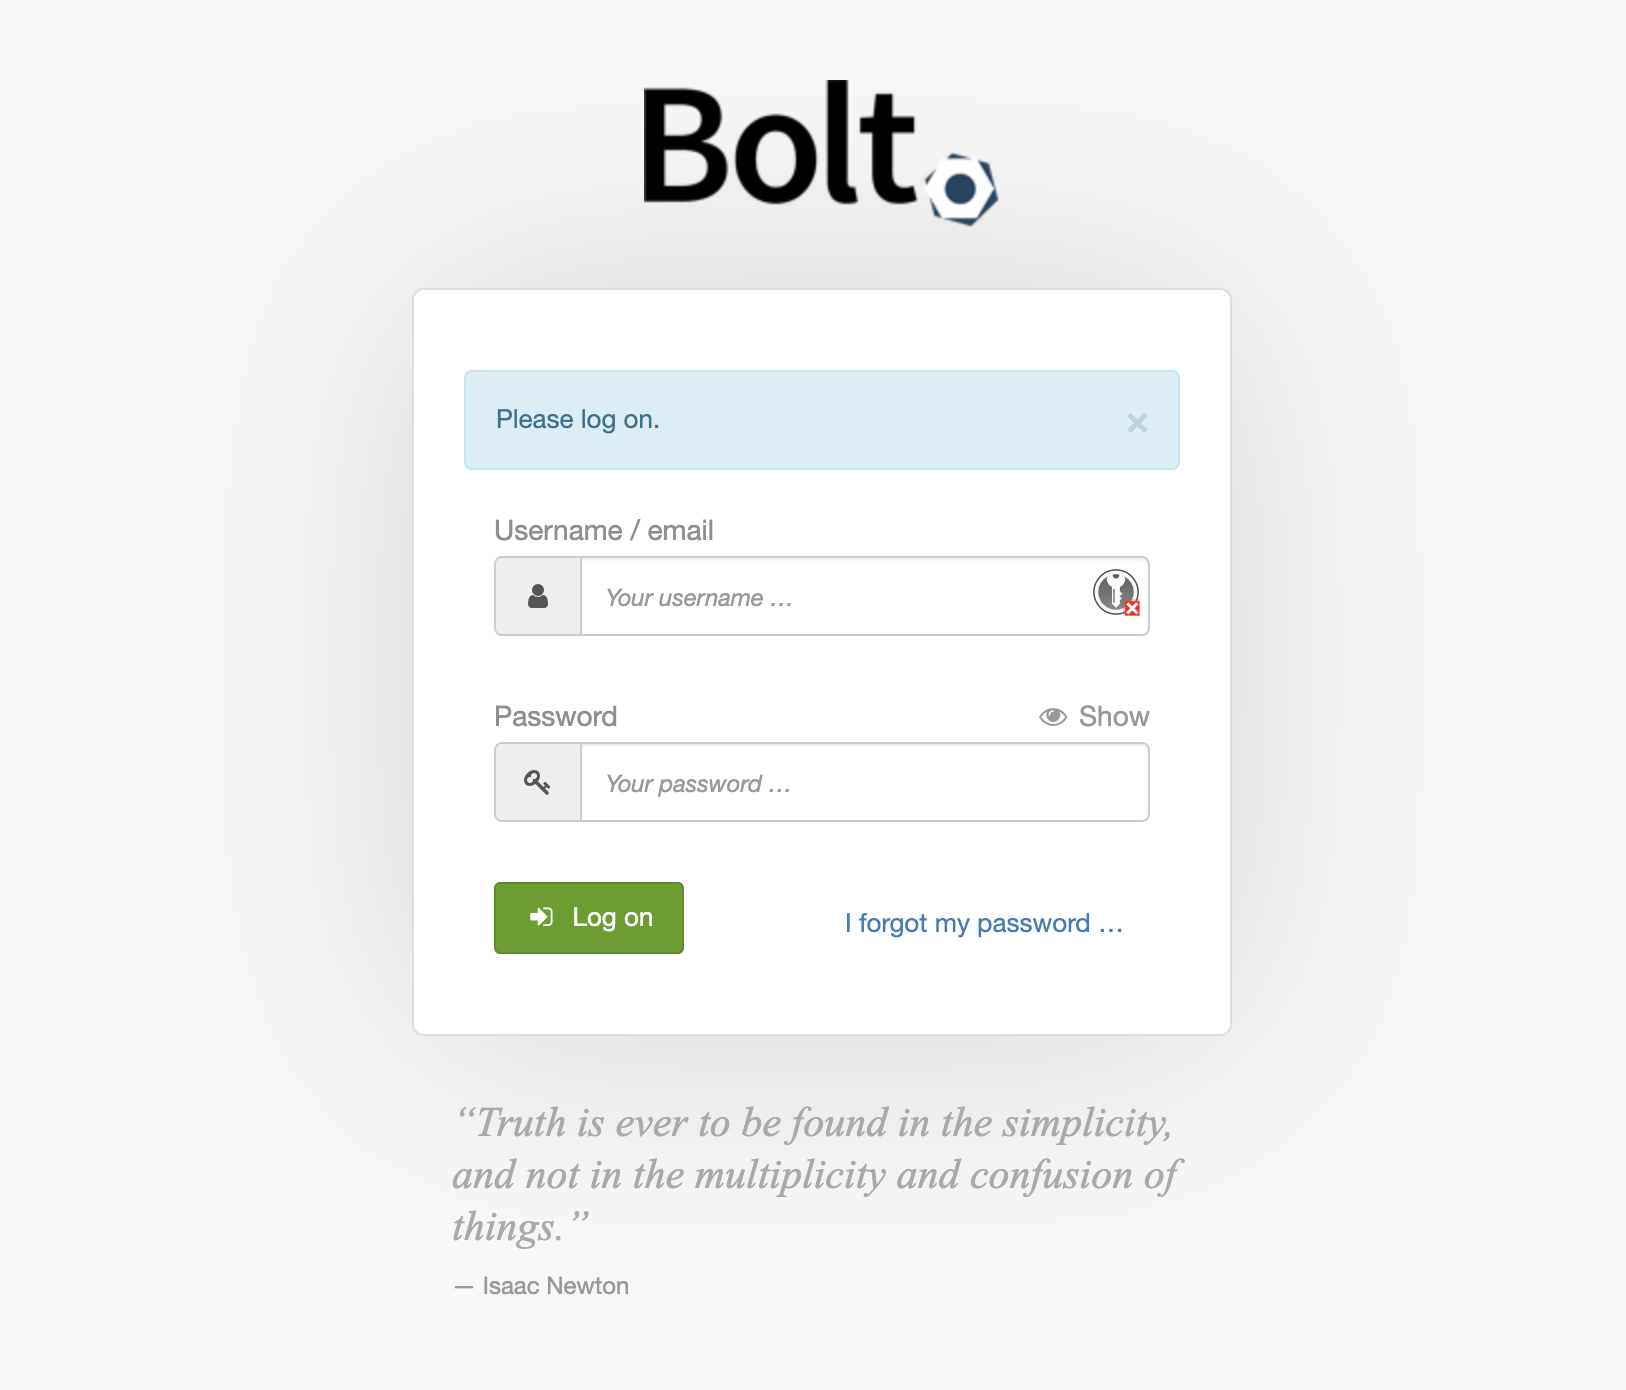 Bolt
Please log on.
×
Username / email
Your username …
Password
Show
Your password …
Log on
I forgot my password …
“Truth is ever to be found in the simplicity,
and not in the multiplicity and confusion of
things.”
— Isaac Newton